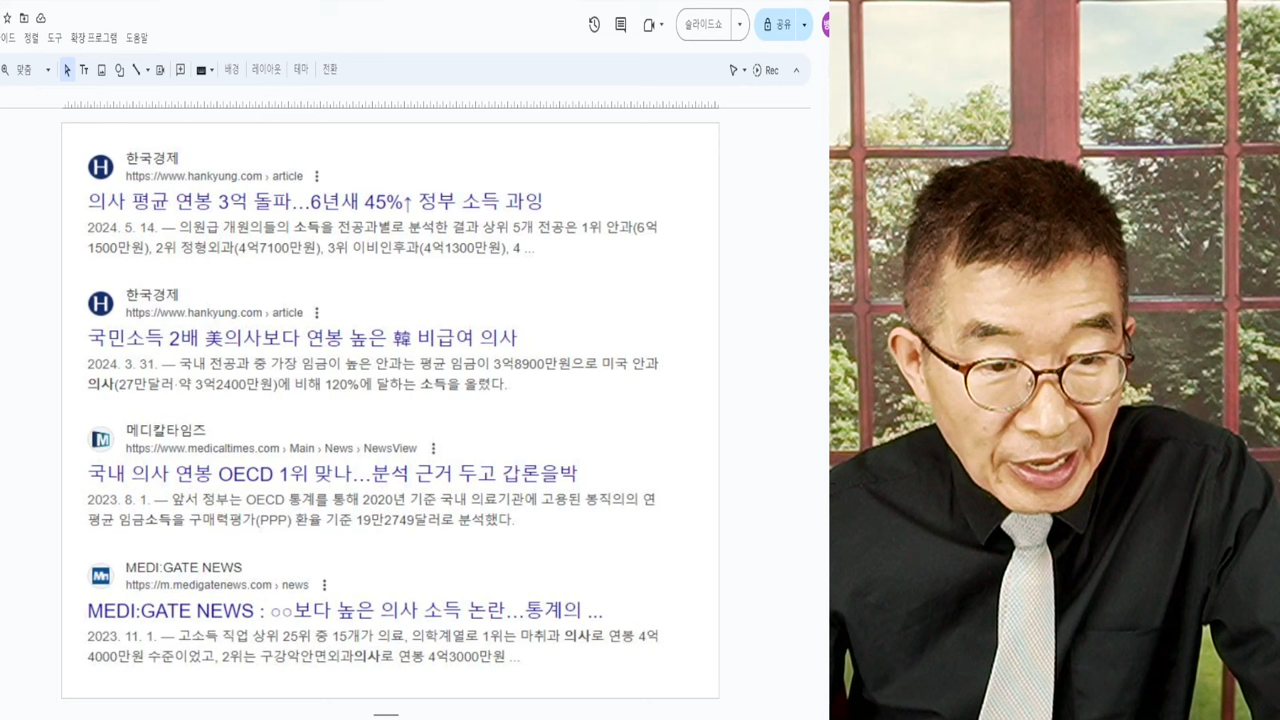 슬라이드쇼
공유
이드 정렬 도구 확장 프로그램 도움말
맞춤
Tт
배경 레이아웃 테마 전환
Rec
한국경제
https://www.hankyung.com › article
의사 평균 연봉 3억 돌파…6년새 45%↑ 정부 소득 과잉
2024. 5. 14. — 의원급 개원의들의 소득을 전공과별로 분석한 결과 상위 5개 전공은 1위 안과(6억
1500만원), 2위 정형외과(4억7100만원), 3위 이비인후과(4억1300만원), 4 ...
한국경제
https://www.hankyung.com › article
국민소득 2배 美의사보다 연봉 높은 韓 비급여 의사
2024. 3. 31. — 국내 전공과 중 가장 임금이 높은 안과는 평균 임금이 3억8900만원으로 미국 안과
의사(27만달러·약 3억2400만원)에 비해 120%에 달하는 소득을 올렸다.
메디칼타임즈
https://www.medicaltimes.com › Main › News › NewsView
국내 의사 연봉 OECD 1위 맞나…분석 근거 두고 갑론을박
2023. 8. 1. — 앞서 정부는 OECD 통계를 통해 2020년 기준 국내 의료기관에 고용된 봉직의의 연
평균 임금소득을 구매력평가(PPP) 환율 기준 19만2749달러로 분석했다.
MEDI:GATE NEWS
https://m.medigatenews.com › news
MEDI:GATE NEWS : ○○보다 높은 의사 소득 논란…통계의 ...
2023. 11. 1. — 고소득 직업 상위 25위 중 15개가 의료, 의학계열로 1위는 마취과 의사로 연봉 4억
4000만원 수준이었고, 2위는 구강악안면외과의사로 연봉 4억3000만원 ...